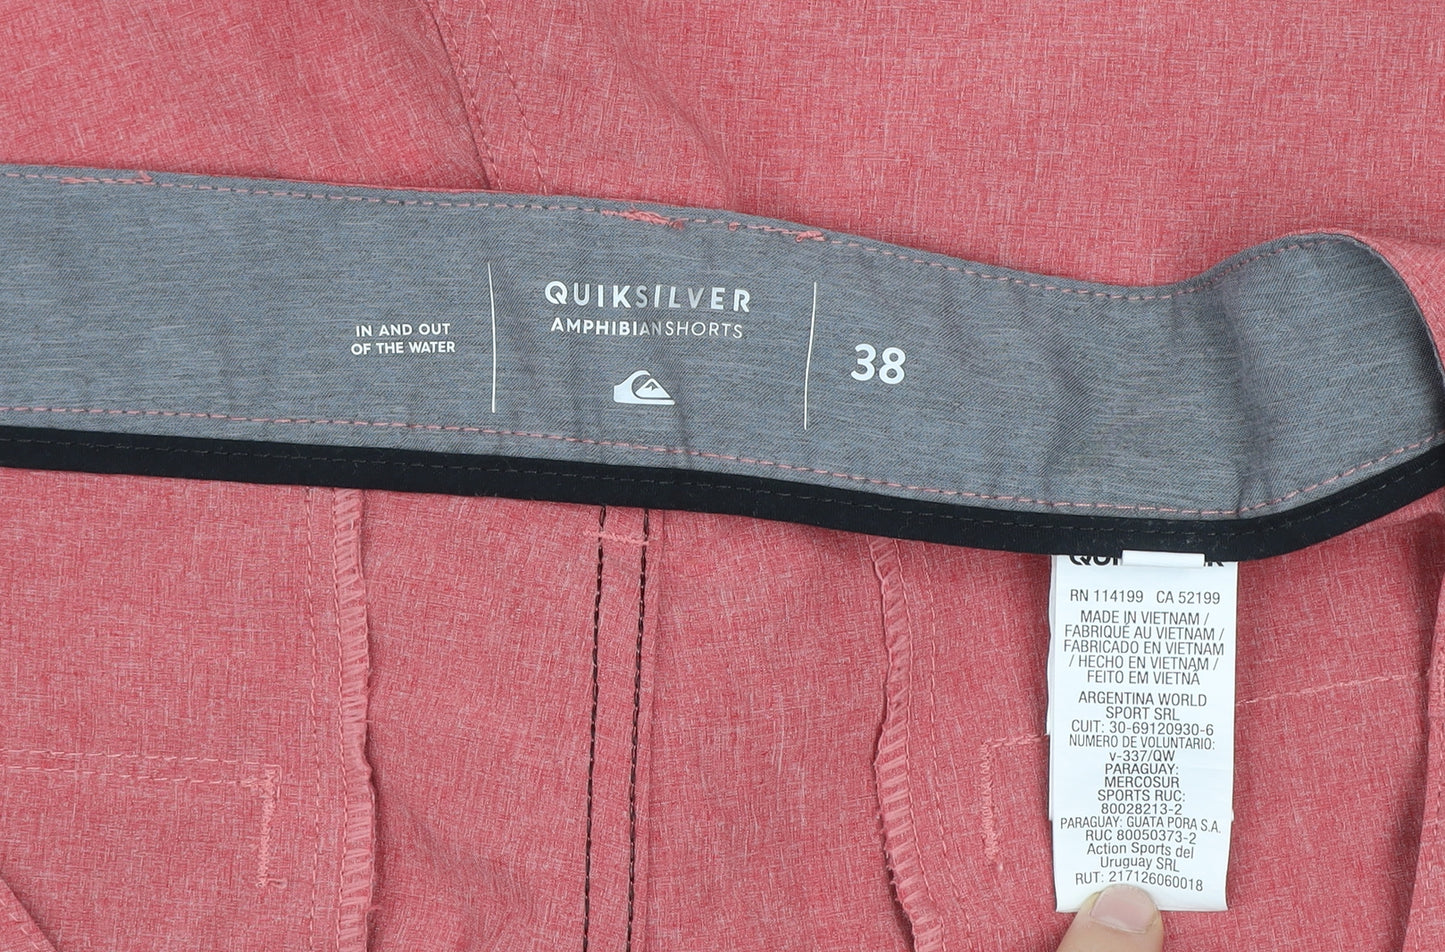 IN AND OUT
OF THE WATER
QUIKSILVER
AMPHIBIANSHORTS
38
RN 114199 CA 52199
MADE IN VIETNAM /
FABRIQUÉ AU VIETNAM /
FABRICADO EN VIETNAM
/ HECHO EN VIETNAM /
FEITO EM VIETNÃ
ARGENTINA WORLD
SPORT SRL
CUIT: 30-69120930-6
NUMERO DE VOLUNTARIO:
v-337/QW
PARAGUAY:
MERCOSUR
SPORTS RUC:
80028213-2
PARAGUAY: GUATA PORA S.A.
RUC 80050373-2
Action Sports del
Uruguay SRL
RUT: 217126060018